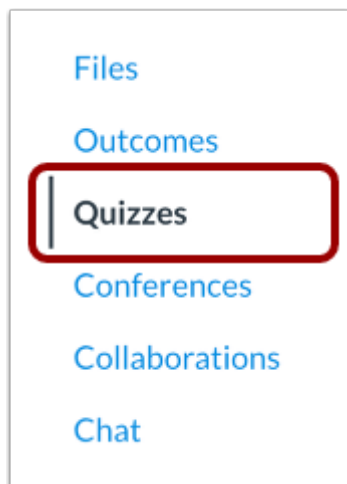 Files
Outcomes
Quizzes
Conferences
Collaborations
Chat